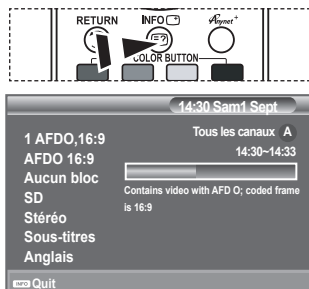 RETURN
INFO
Anynet+
COLOR BUTTON
14:30 Sam1 Sept
Tous les canaux A
14:30~14:33
1 AFDO,16:9
AFDO 16:9
Aucun bloc
SD
Stéréo
Sous-titres
Anglais
Contains video with AFD O; coded frame
is 16:9
INFO Quit